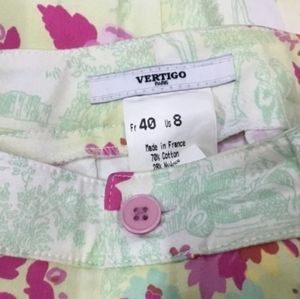 VERTIGO
PARIS
Fr 40 Us 8
Made in France
70% Cotton